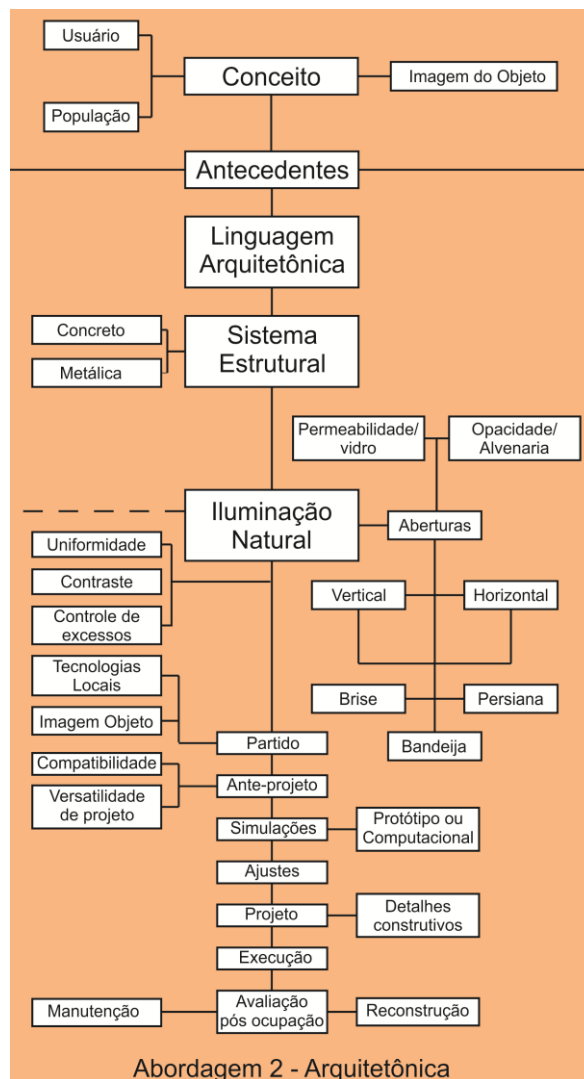 Usuário
Conceito
Imagem do Objeto
População
Antecedentes
Linguagem
Arquitetônica
Concreto
Sistema
Estrutural
Metálica
Permeabilidade/
vidro
Opacidade/
Alvenaria
Iluminação
Natural
Aberturas
Uniformidade
Contraste
Controle de
excessos
Vertical
Horizontal
Tecnologias
Locais
Imagem Objeto
Brise
Persiana
Bandeija
Partido
Compatibilidade
Versatilidade
de projeto
Ante-projeto
Simulações
Protótipo ou
Computacional
Ajustes
Projeto
Detalhes
construtivos
Execução
Manutenção
Avaliação
pós ocupação
Reconstrução
Abordagem 2 - Arquitetônica